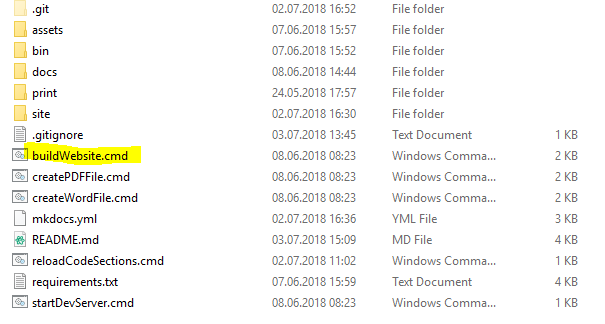 .git 02.07.2018 16:52 File folder
assets 07.06.2018 15:59 File folder
bin 07.06.2018 15:52 File folder
docs 08.06.2018 14:44 File folder
print 24.05.2018 17:57 File folder
site 02.07.2018 16:30 File folder
.gitignore 03.07.2018 13:45 Text Document 1 KB
buildWebsite.cmd 08.06.2018 08:23 Windows Comma... 2 KB
createPDFFile.cmd 08.06.2018 08:23 Windows Comma... 2 KB
createWordFile.cmd 08.06.2018 08:23 Windows Comma... 2 KB
mkdocs.yml 02.07.2018 16:36 YML File 3 KB
README.md 03.07.2018 15:09 MD File 4 KB
reloadCodeSections.cmd 02.07.2018 11:02 Windows Comma... 1 KB
requirements.txt 07.06.2018 15:59 Text Document 4 KB
startDevServer.cmd 08.06.2018 08:23 Windows Comma... 2 KB